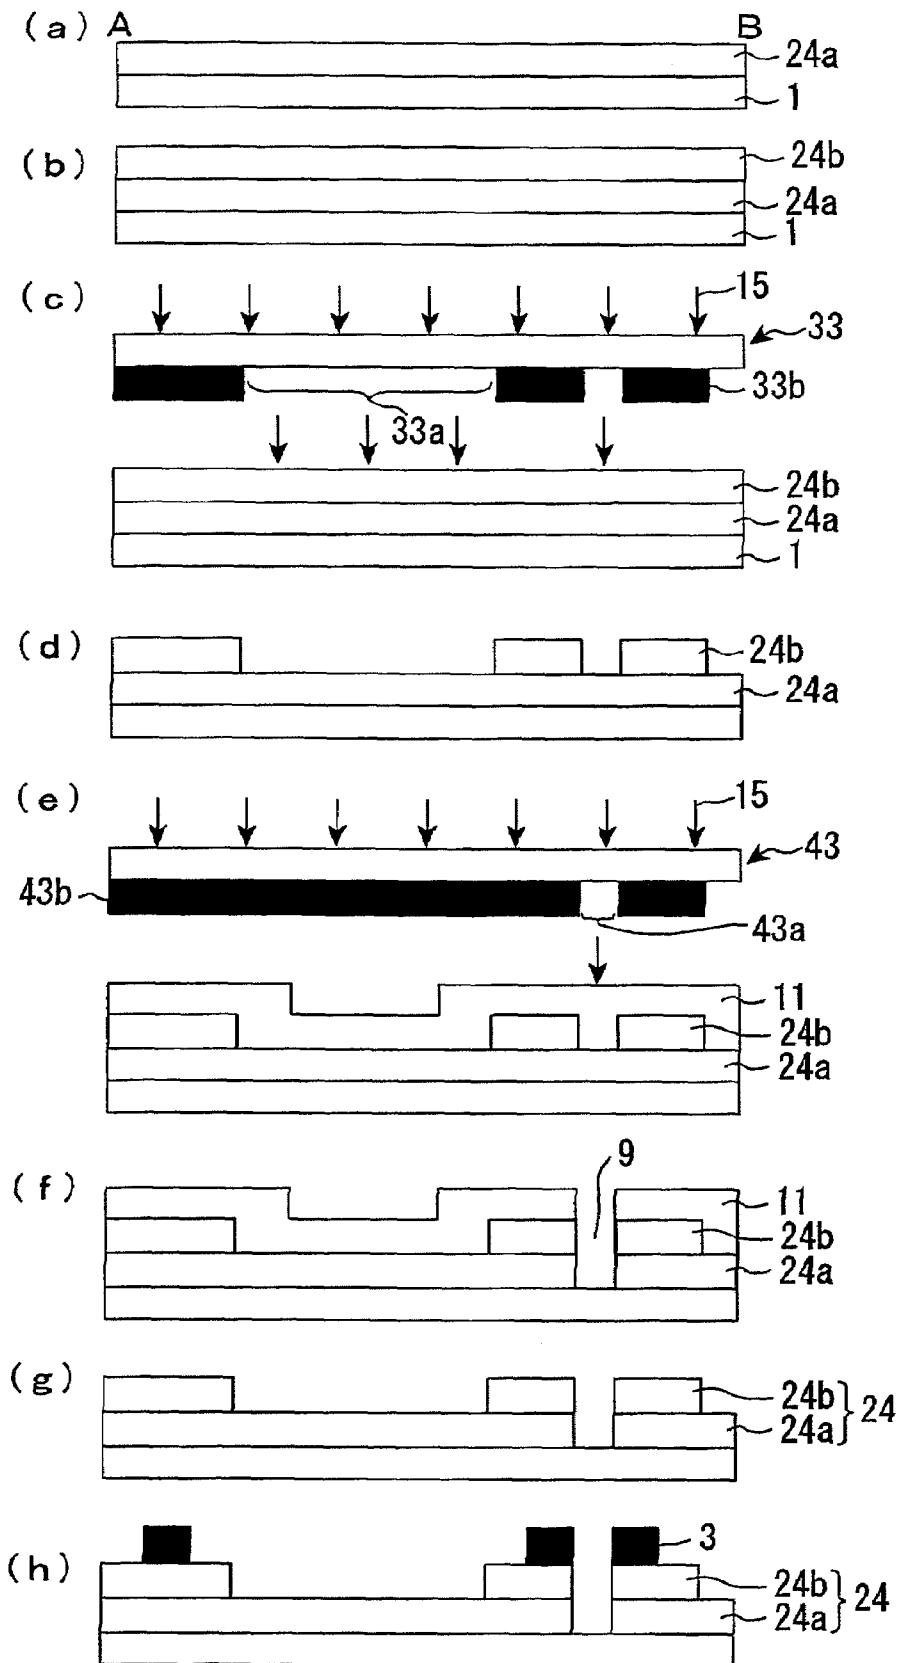 (a) A B
24a
1
(b) 24b
24a
1
(c) 15
33
33b
33a
24b
24a
1
(d) 24b
24a
(e) 15
43
43b
43a
11
24b
24a
9
(f) 11
24b
24a
(g) 24b
24a } 24
3
(h) 24b
24a } 24